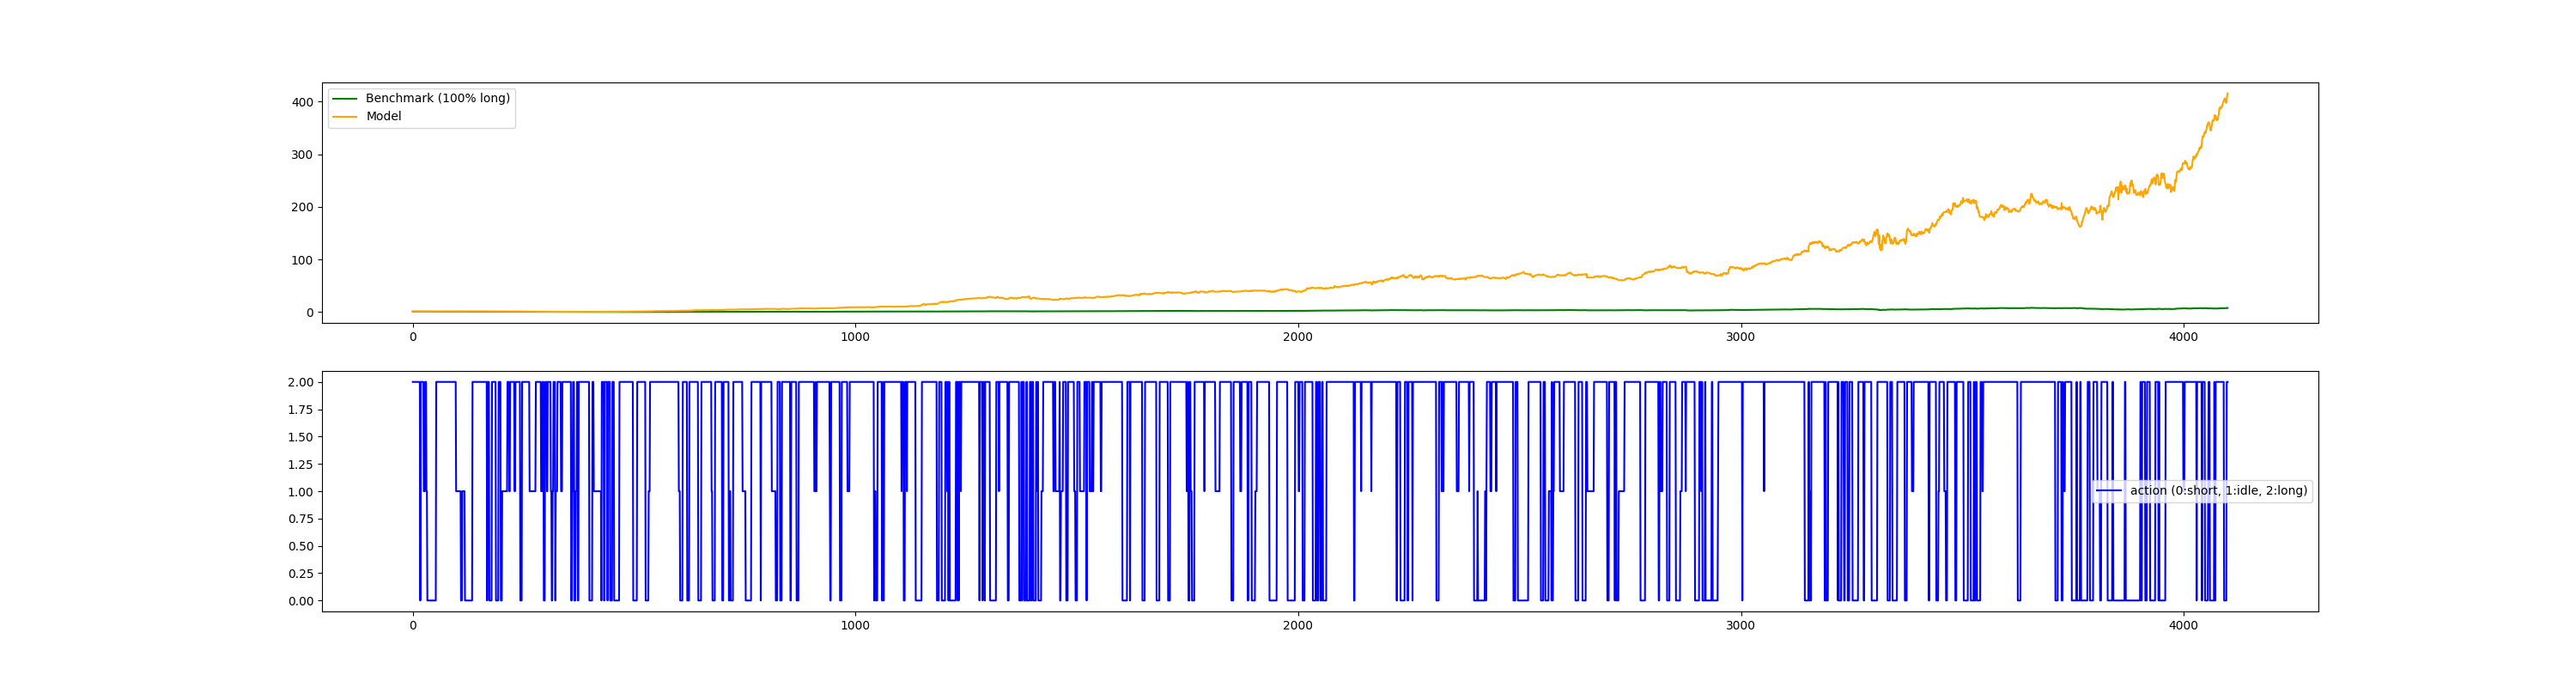 400
300
200
100
0
Benchmark (100% long)
Model
0 1000 2000 3000 4000
2.00
1.75
1.50
1.25
1.00
0.75
0.50
0.25
0.00
action (0:short, 1:idle, 2:long)
0 1000 2000 3000 4000